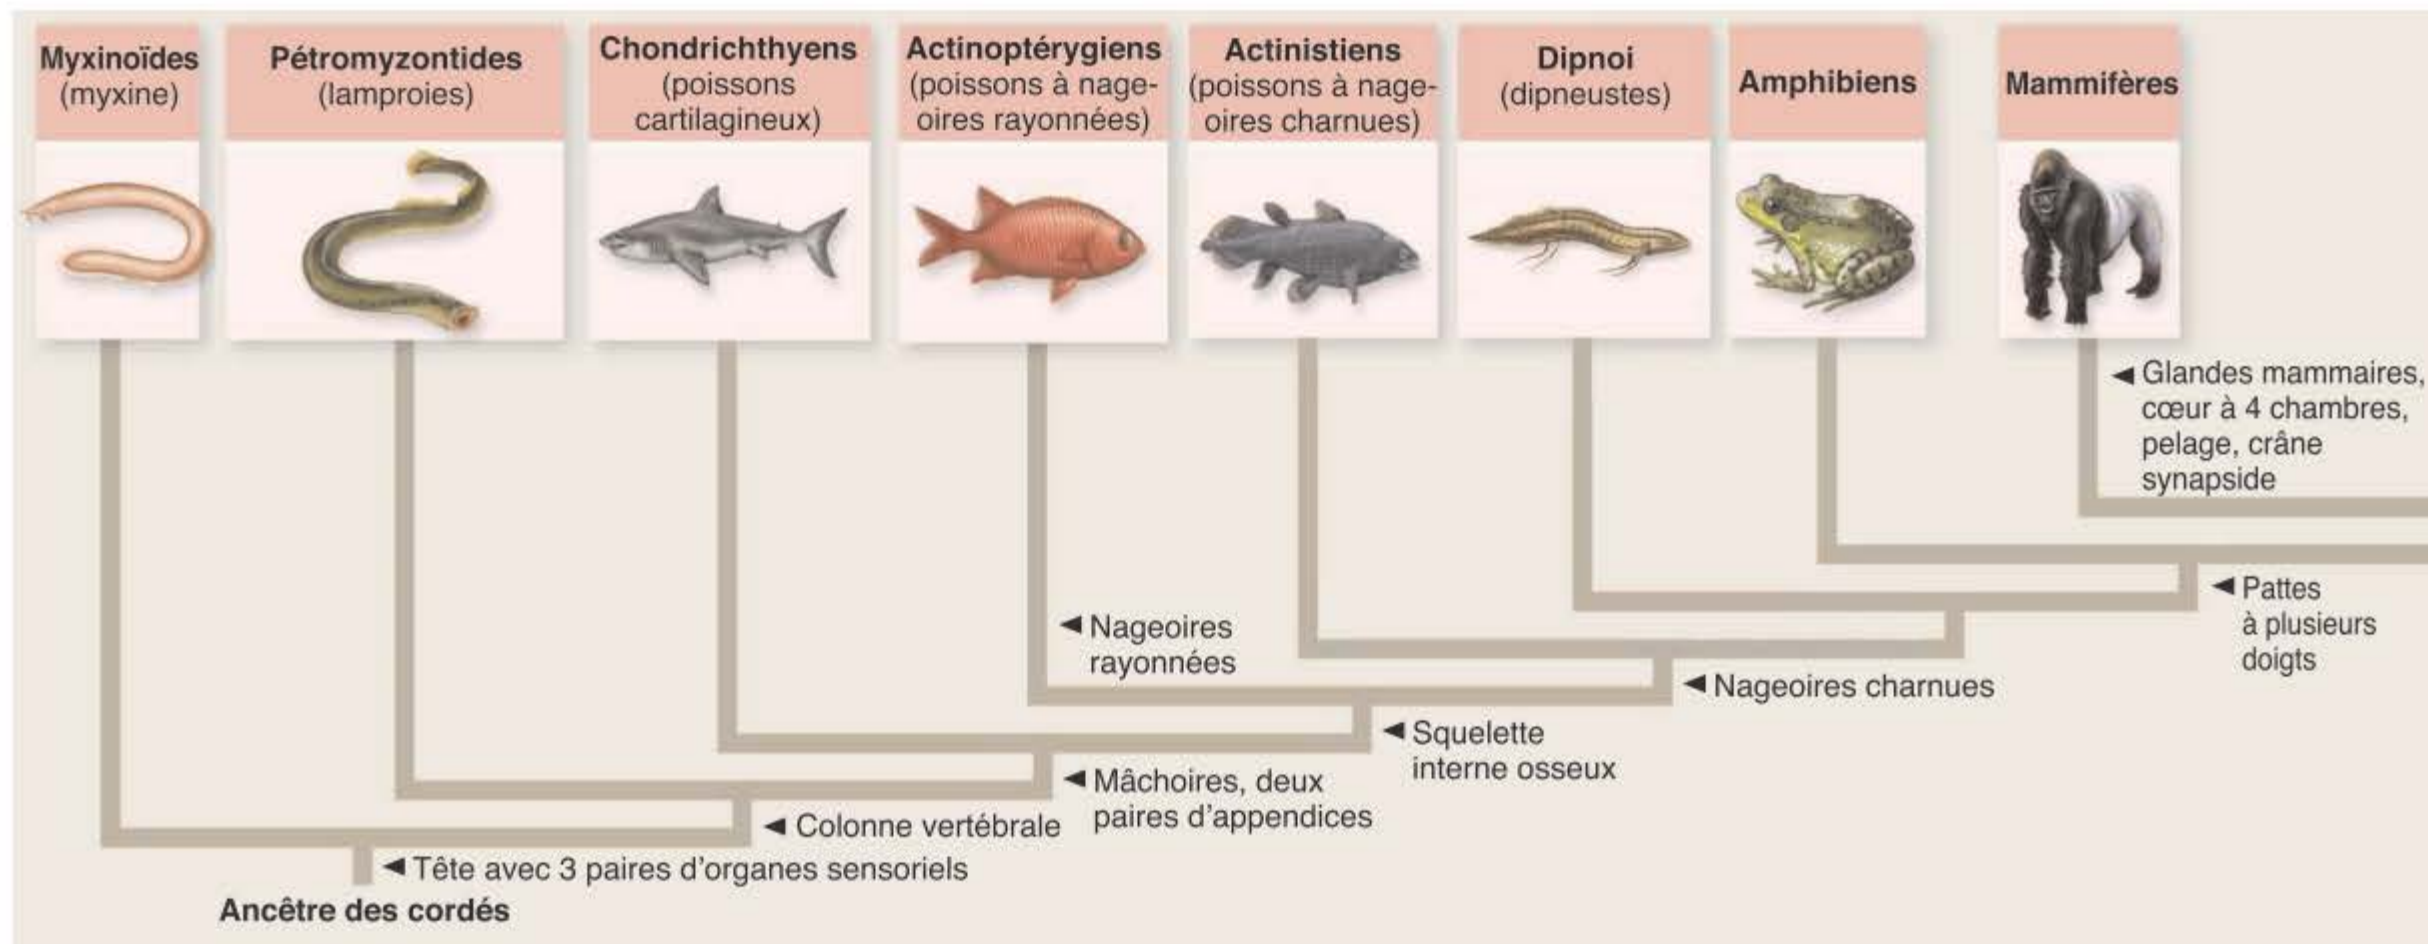 Myxinoïdes
(myxine)
Pétromyzontides
(lamproies)
Chondrichthyens
(poissons
cartilagineux)
Actinoptérygiens
(poissons à nage-
oires rayonnées)
Actinistiens
(poissons à nage-
oires charnues)
Dipnoi
(dipneustes)
Amphibiens
Mammifères
◄ Glandes mammaires,
cœur à 4 chambres,
pelage, crâne
synapside
◄ Pattes
à plusieurs
doigts
◄ Nageoires
rayonnées
◄ Nageoires charnues
◄ Squelette
interne osseux
◄ Mâchoires, deux
paires d'appendices
◄ Colonne vertébrale
◄ Tête avec 3 paires d'organes sensoriels
Ancêtre des cordés